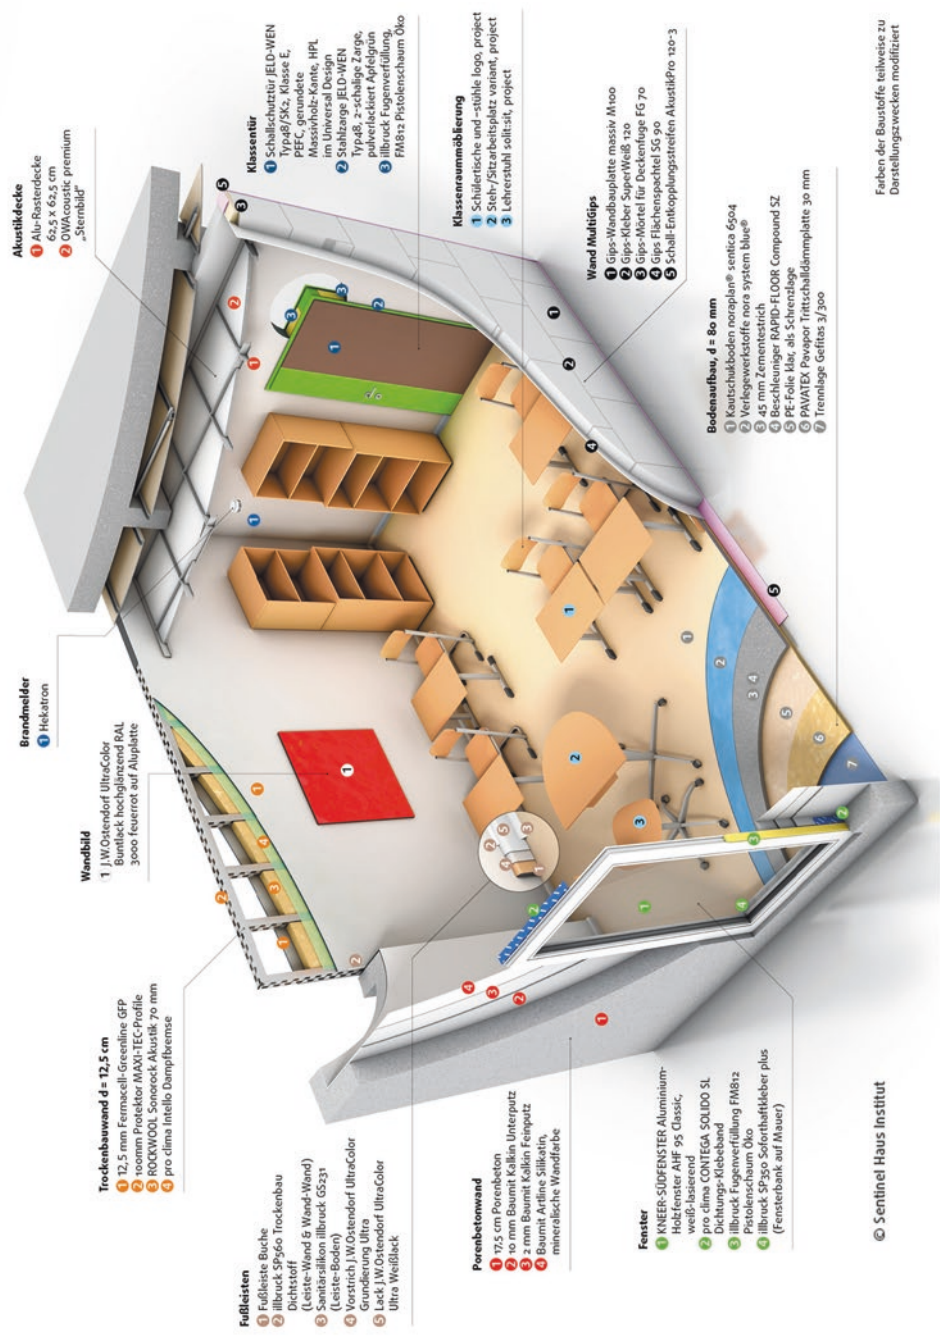 Akustikdecke
1 Alu-Rasterdecke
62,5 x 62,5 cm
2 OWAcoustic premium
„Sternbild“
Brandmelder
1 Hekatron
Wandbild
1 J.W.Ostendorf UltraColor
Buntlack hochglänzend RAL
3000 feuerrot auf Aluplatte
Trockenbauwand d = 12,5 cm
1 12,5 mm Fermacell-Greenline GFP
2 100mm Protektor MAXI-TEC-Profile
3 ROCKWOOL Sonorock Akustik 70 mm
4 pro clima Intello Dampfbremse
Fußleisten
1 Fußleiste Buche
2 illbruck SP560 Trockenbau
Dichtstoff
(Leiste-Wand & Wand-Wand)
3 Sanitärsilikon illbruck GS231
(Leiste-Boden)
4 Vorstrich J.W.Ostendorf UltraColor
Grundierung Ultra
5 Lack J.W.Ostendorf UltraColor
Ultra Weißlack
Porenbetonwand
1 17,5 cm Porenbeton
2 10 mm Baumit Kalkin Unterputz
3 2 mm Baumit Kalkin Feinputz
4 Baumit Artline Silikatin,
mineralische Wandfarbe
Fenster
1 KNEER-SÜDFENSTER Aluminium-
Holzfenster AHF 95 Classic,
weiß-lasierend
2 pro clima CONTEGA SOLIDO SL
Dichtungs-Klebeband
3 illbruck Fugenverfüllung FM812
Pistolenschaum Öko
4 illbruck SP350 Soforthaftkleber plus
(Fensterbank auf Mauer)
Klassentür
1 Schallschutztür JELD-WEN
Typ48/SK2, Klasse E,
PEFC, gerundete
Massivholz-Kante, HPL
im Universal Design
2 Stahlzarge JELD-WEN
Typ48, 2-schalige Zarge,
pulverlackiert Apfelgrün
3 illbruck Fugenverfüllung,
FM812 Pistolenschaum Öko
Klassenraummöblierung
1 Schülertische und -stühle logo, project
2 Steh-/Sitzarbeitsplatz variant, project
3 Lehrerstuhl solit:sit, project
Wand MultiGips
1 Gips-Wandbauplatte massiv M100
2 Gips-Kleber SuperWeiß 120
3 Gips-Mörtel für Deckenfuge FG 70
4 Gips Flächenspachtel SG 90
5 Schall-Entkopplungsstreifen AkustikPro 120-3
Bodenaufbau, d = 80 mm
1 Kautschukboden noraplan® sentica 6504
2 Verlegewerkstoffe nora system blue®
3 45 mm Zementestrich
4 Beschleuniger RAPID-FLOOR Compound SZ
5 PE-Folie klar, als Schrenzlage
6 PAVATEX Pavapor Trittschalldämmplatte 30 mm
7 Trennlage Gefitas 3/300
Farben der Baustoffe teilweise zu
Darstellungszwecken modifiziert
© Sentinel Haus Institut